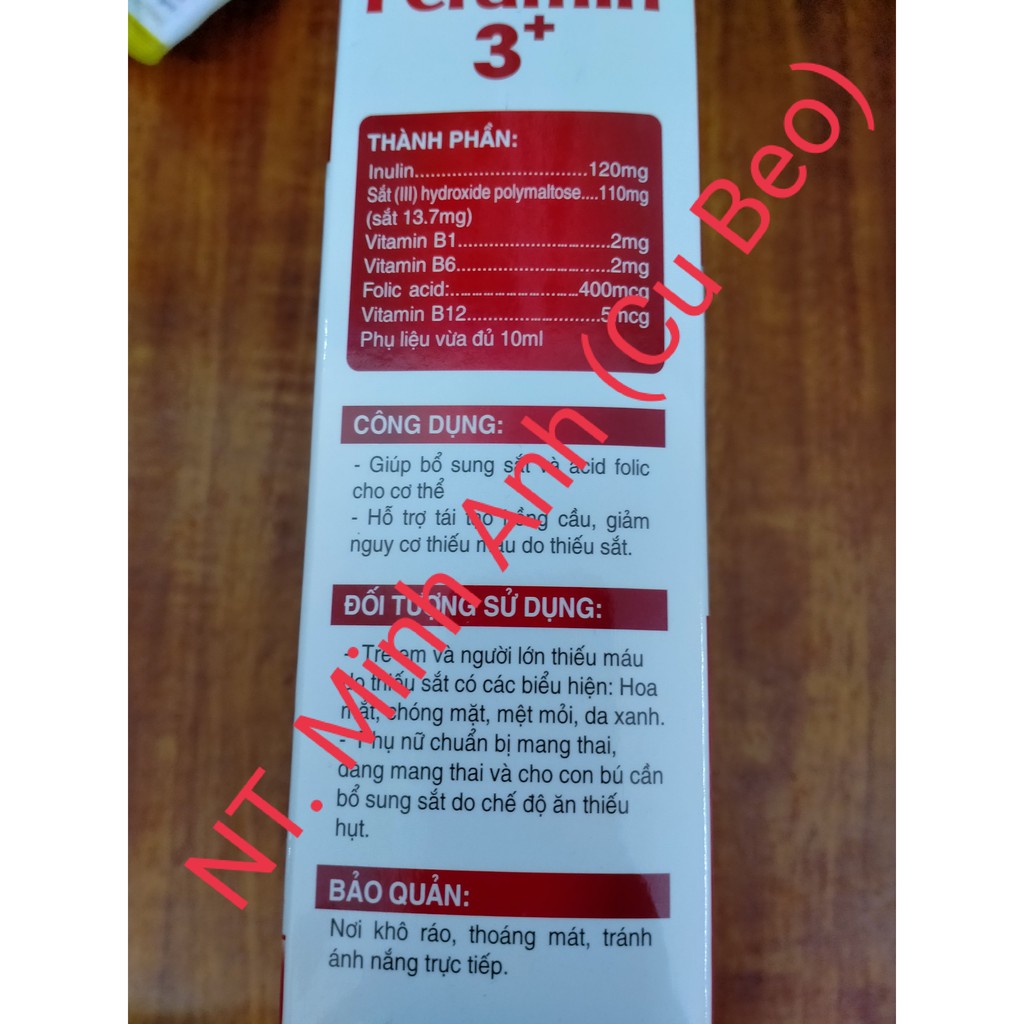 3+
THÀNH PHẦN:
Inulin................................120mg
Sắt (III) hydroxide polymaltose....110mg
(sắt 13.7mg)
Vitamin B1............................2mg
Vitamin B6............................2mg
Folic acid:........................400mcg
Vitamin B12.........................5mcg
Phụ liệu vừa đủ 10ml
CÔNG DỤNG:
- Giúp bổ sung sắt và acid folic
cho cơ thể
- Hỗ trợ tái tạo hồng cầu, giảm
nguy cơ thiếu máu do thiếu sắt.
ĐỐI TƯỢNG SỬ DỤNG:
- Trẻ em và người lớn thiếu máu
do thiếu sắt có các biểu hiện: Hoa
mắt, chóng mặt, mệt mỏi, da xanh.
- Phụ nữ chuẩn bị mang thai,
đang mang thai và cho con bú cần
bổ sung sắt do chế độ ăn thiếu
hụt.
BẢO QUẢN:
Nơi khô ráo, thoáng mát, tránh
ánh nắng trực tiếp.
NT. Minh Anh (Cu Beo)